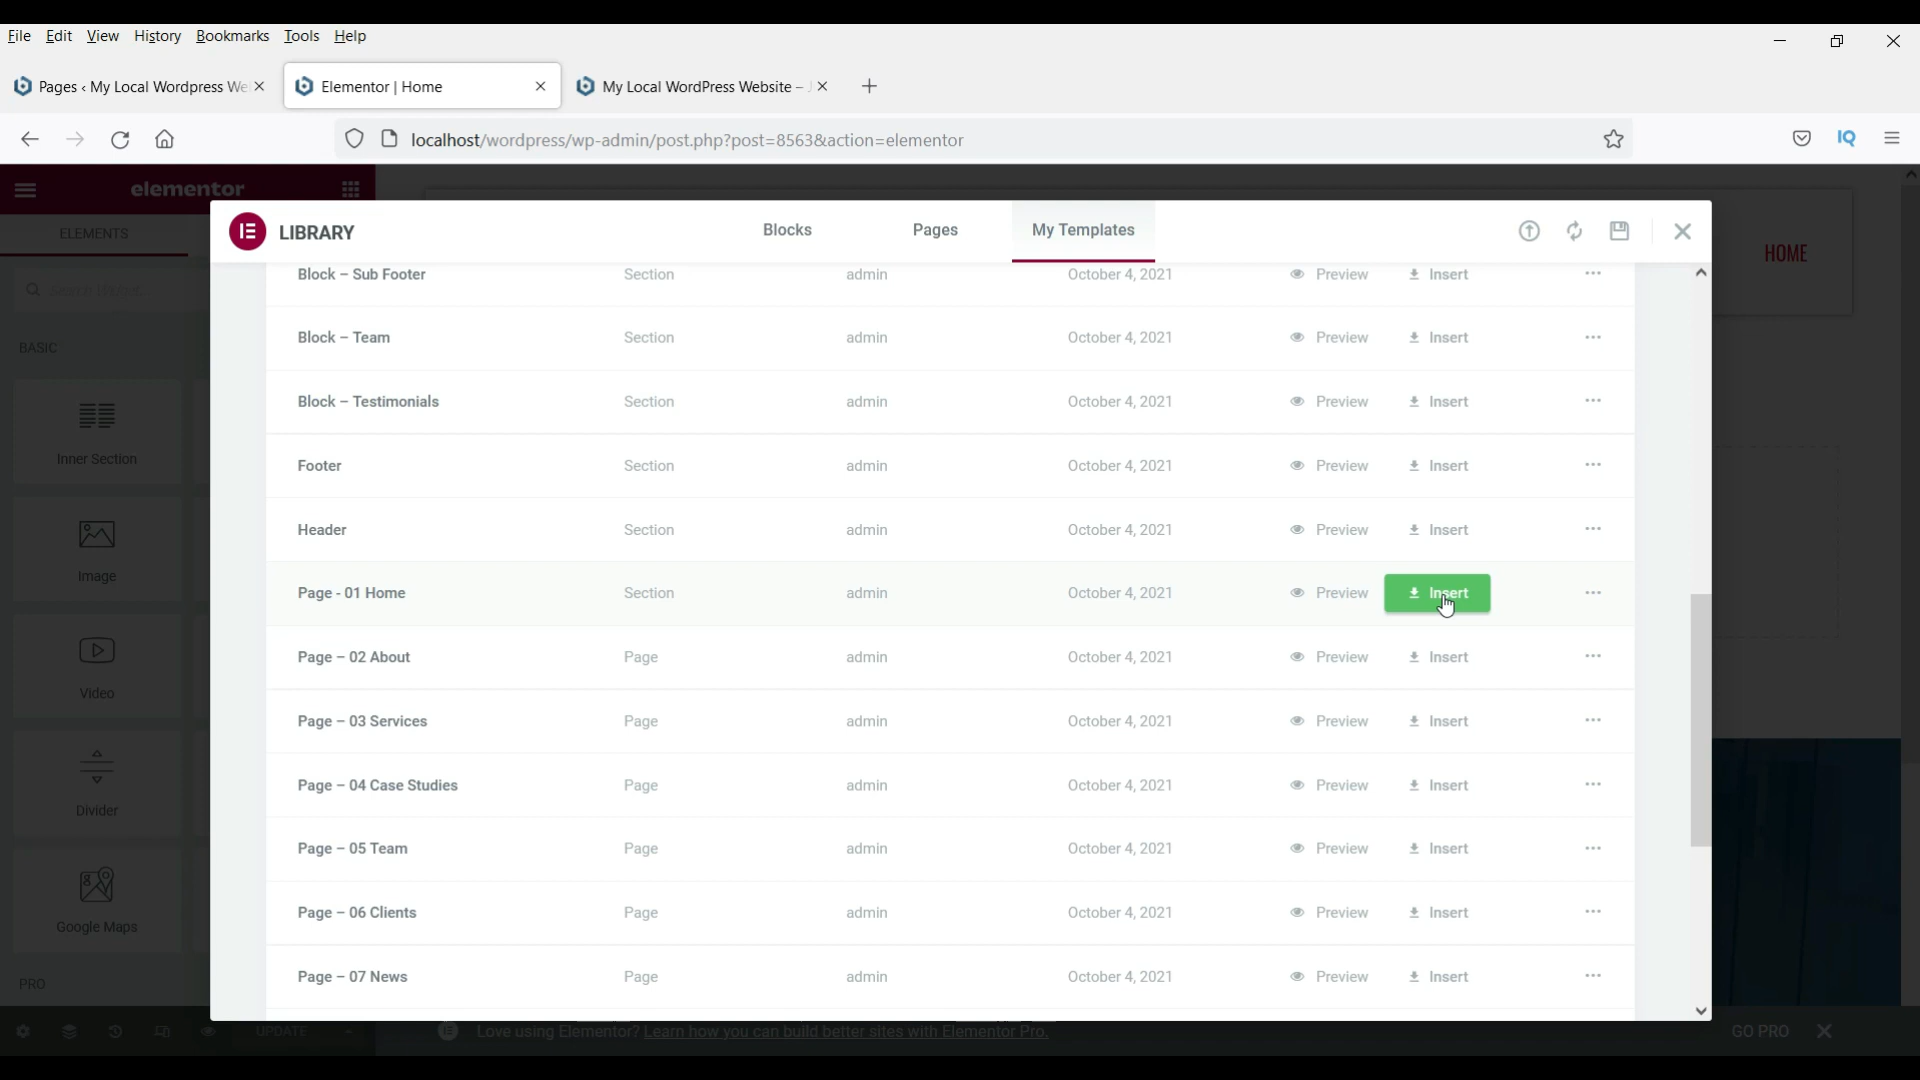 File Edit View History Bookmarks Tools Help
Pages ‹ My Local Wordpress We
Elementor | Home
My Local WordPress Website –
localhost/wordpress/wp-admin/post.php?post=8563&action=elementor
IQ
elementor
ELEMENTS
LIBRARY
Blocks Pages My Templates
HOME
Search Widget...
Block – Sub Footer Section admin October 4, 2021 Preview Insert
Block – Team Section admin October 4, 2021 Preview Insert
BASIC
Block – Testimonials Section admin October 4, 2021 Preview Insert
Inner Section
Footer Section admin October 4, 2021 Preview Insert
Header Section admin October 4, 2021 Preview Insert
Image
Page - 01 Home Section admin October 4, 2021 Preview Insert
Page – 02 About Page admin October 4, 2021 Preview Insert
Video
Page – 03 Services Page admin October 4, 2021 Preview Insert
Page – 04 Case Studies Page admin October 4, 2021 Preview Insert
Divider
Page – 05 Team Page admin October 4, 2021 Preview Insert
Page – 06 Clients Page admin October 4, 2021 Preview Insert
Google Maps
Page – 07 News Page admin October 4, 2021 Preview Insert
PRO
UPDATE
Love using Elementor? Learn how you can build better sites with Elementor Pro.
GO PRO